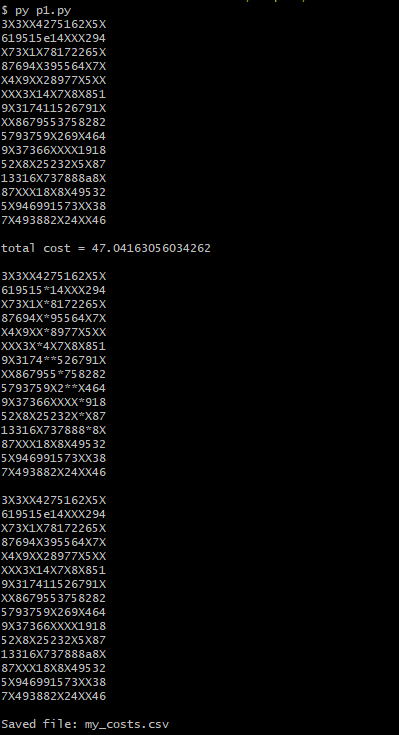 $ py p1.py
3X3XX4275162X5X
619515e14XXX294
X73X1X78172265X
87694X395564X7X
X4X9XX28977X5XX
XXX3X14X7X8X851
9X317411526791X
XX8679553758282
5793759X269X464
9X37366XXXX1918
52X8X25232X5X87
13316X737888a8X
87XXX18X8X49532
5X946991573XX38
7X493882X24XX46
total cost = 47.04163056034262
3X3XX4275162X5X
619515*14XXX294
X73X1X*8172265X
87694X*95564X7X
X4X9XX*8977X5XX
XXX3X*4X7X8X851
9X3174**526791X
XX867955*758282
5793759X2**X464
9X37366XXXX*918
52X8X25232X*X87
13316X737888*8X
87XXX18X8X49532
5X946991573XX38
7X493882X24XX46
3X3XX4275162X5X
619515e14XXX294
X73X1X78172265X
87694X395564X7X
X4X9XX28977X5XX
XXX3X14X7X8X851
9X317411526791X
XX8679553758282
5793759X269X464
9X37366XXXX1918
52X8X25232X5X87
13316X737888a8X
87XXX18X8X49532
5X946991573XX38
7X493882X24XX46
Saved file: my_costs.csv